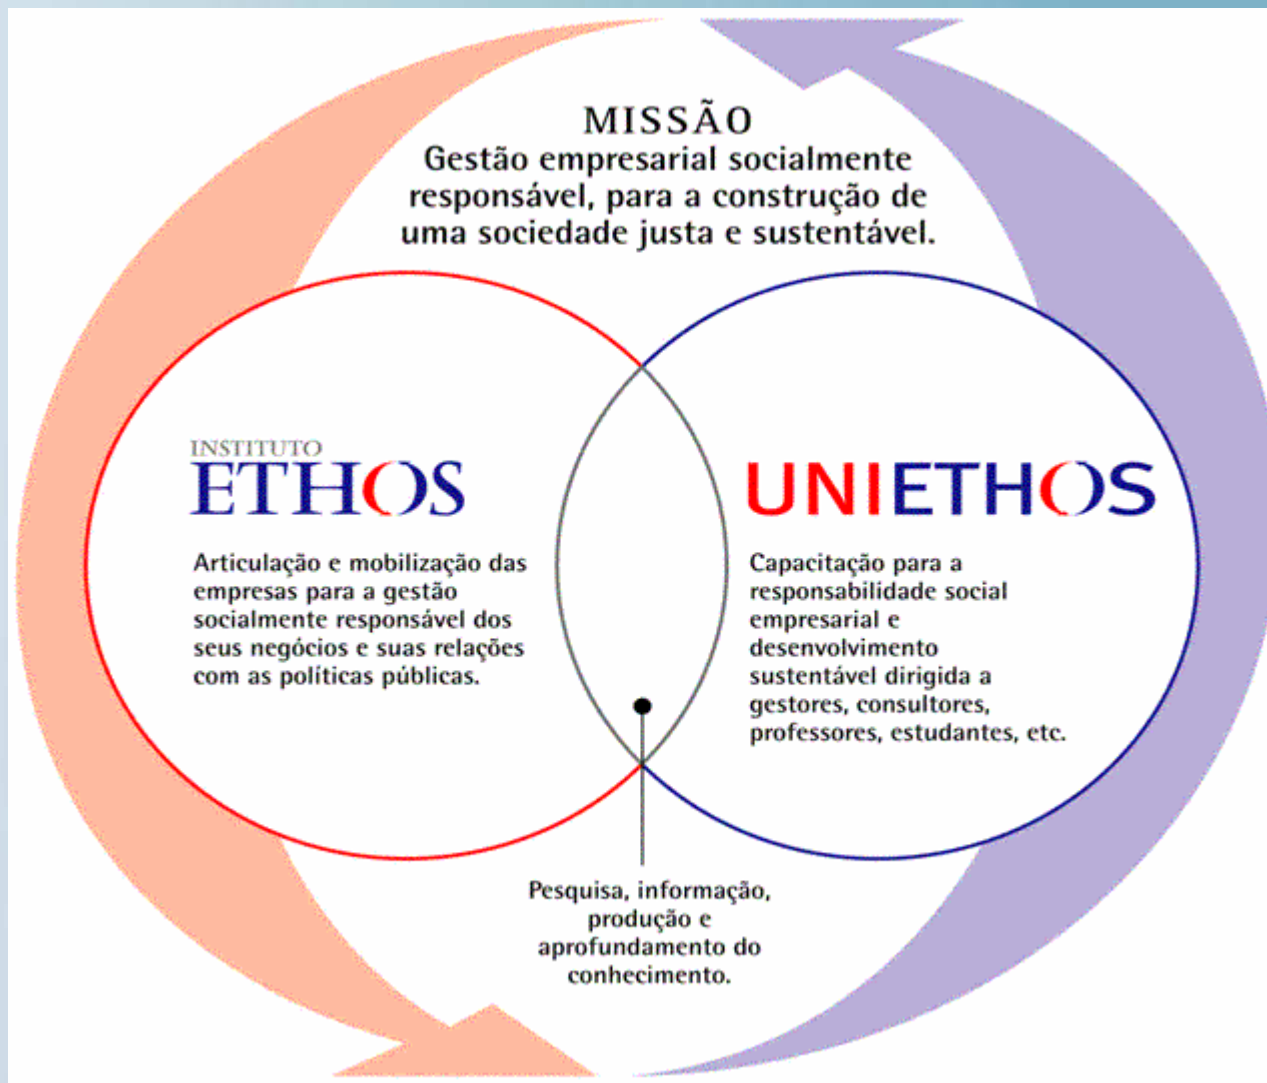 MISSÃO
Gestão empresarial socialmente
responsável, para a construção de
uma sociedade justa e sustentável.
INSTITUTO
ETHOS
Articulação e mobilização das
empresas para a gestão
socialmente responsável dos
seus negócios e suas relações
com as políticas públicas.
UNIETHOS
Capacitação para a
responsabilidade social
empresarial e
desenvolvimento
sustentável dirigida a
gestores, consultores,
professores, estudantes, etc.
Pesquisa, informação,
produção e
aprofundamento do
conhecimento.